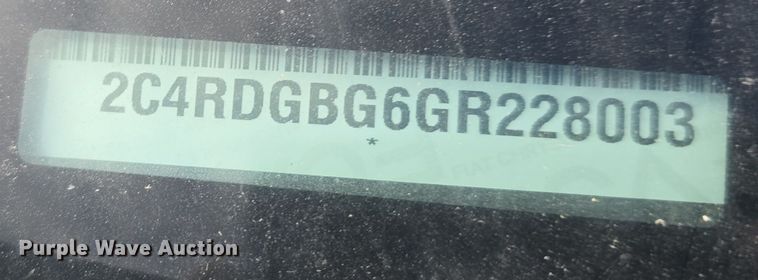 2C4RDGBG6GR228003
*
Purple Wave Auction